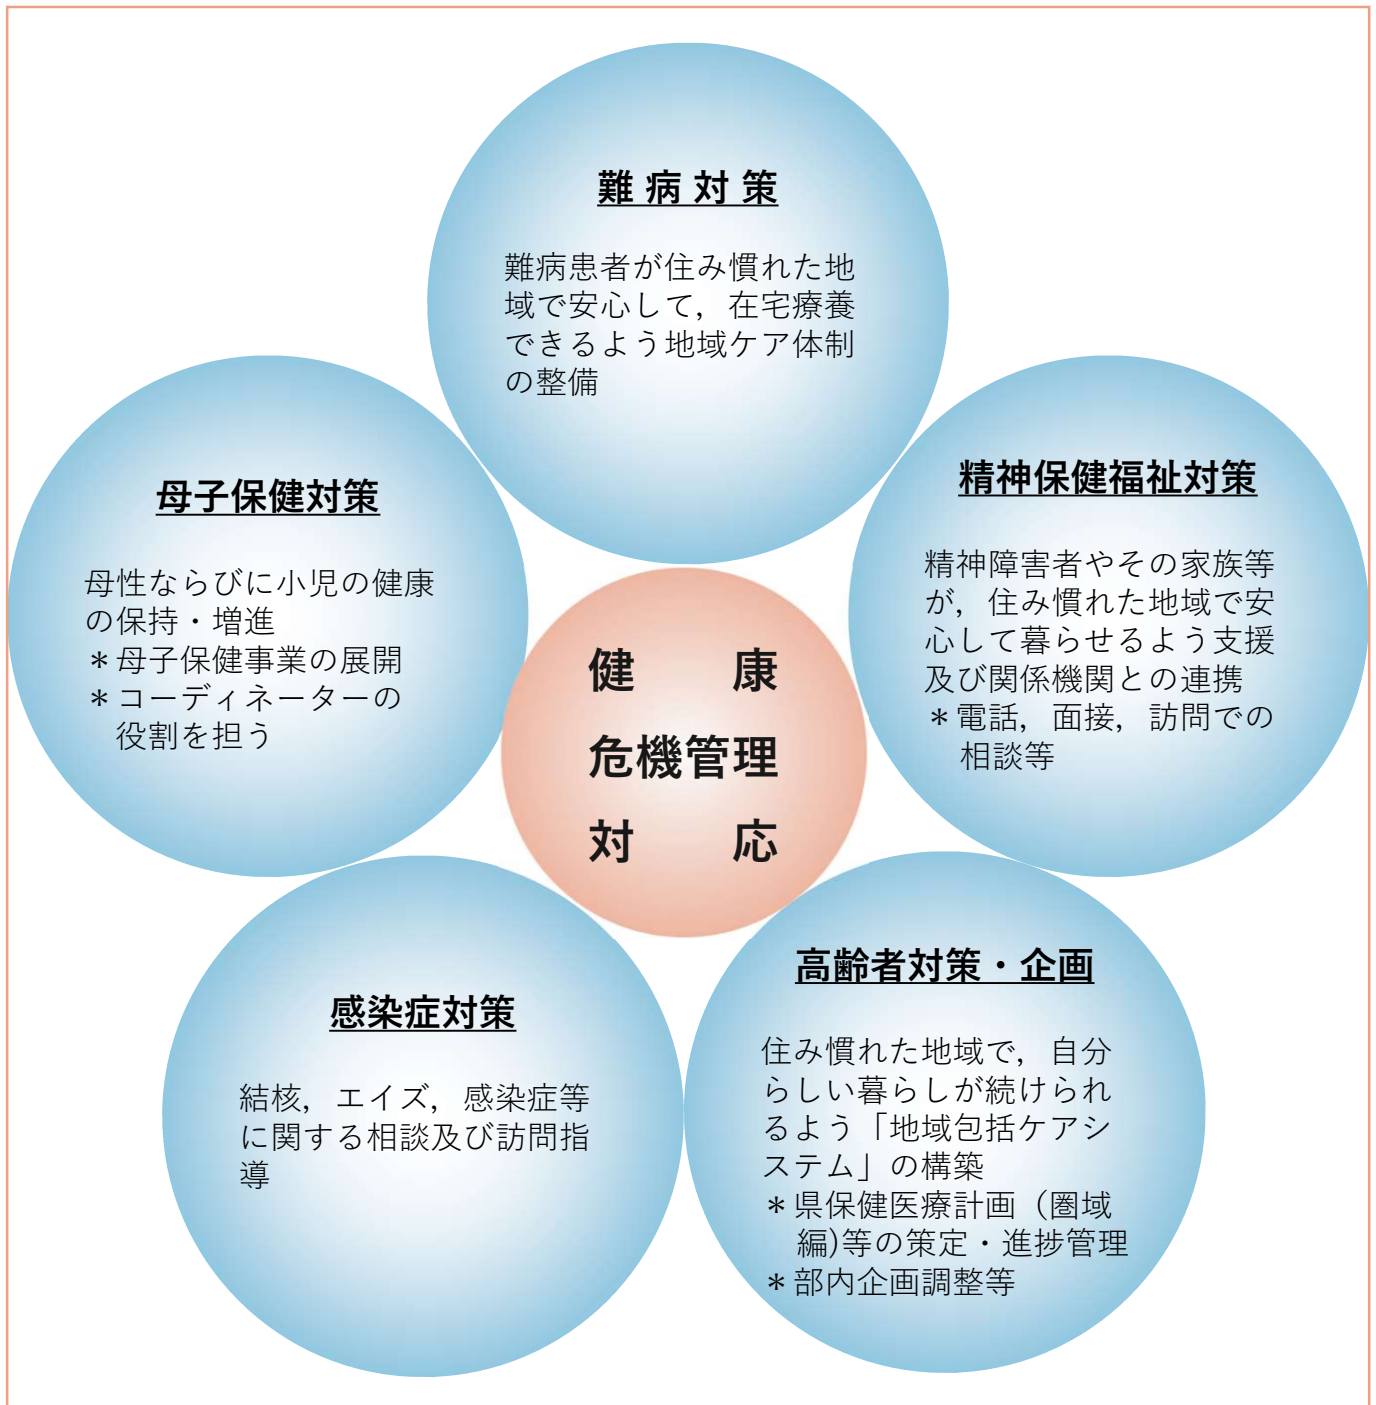 難病対策
難病患者が住み慣れた地
域で安心して，在宅療養
できるよう地域ケア体制
の整備
母子保健対策
母性ならびに小児の健康
の保持・増進
＊母子保健事業の展開
＊コーディネーターの
役割を担う
精神保健福祉対策
精神障害者やその家族等
が，住み慣れた地域で安
心して暮らせるよう支援
及び関係機関との連携
＊電話，面接，訪問での
相談等
健　康
危機管理
対　応
感染症対策
結核，エイズ，感染症等
に関する相談及び訪問指
導
高齢者対策・企画
住み慣れた地域で，自分
らしい暮らしが続けられ
るよう「地域包括ケアシ
ステム」の構築
＊県保健医療計画（圏域
編)等の策定・進捗管理
＊部内企画調整等